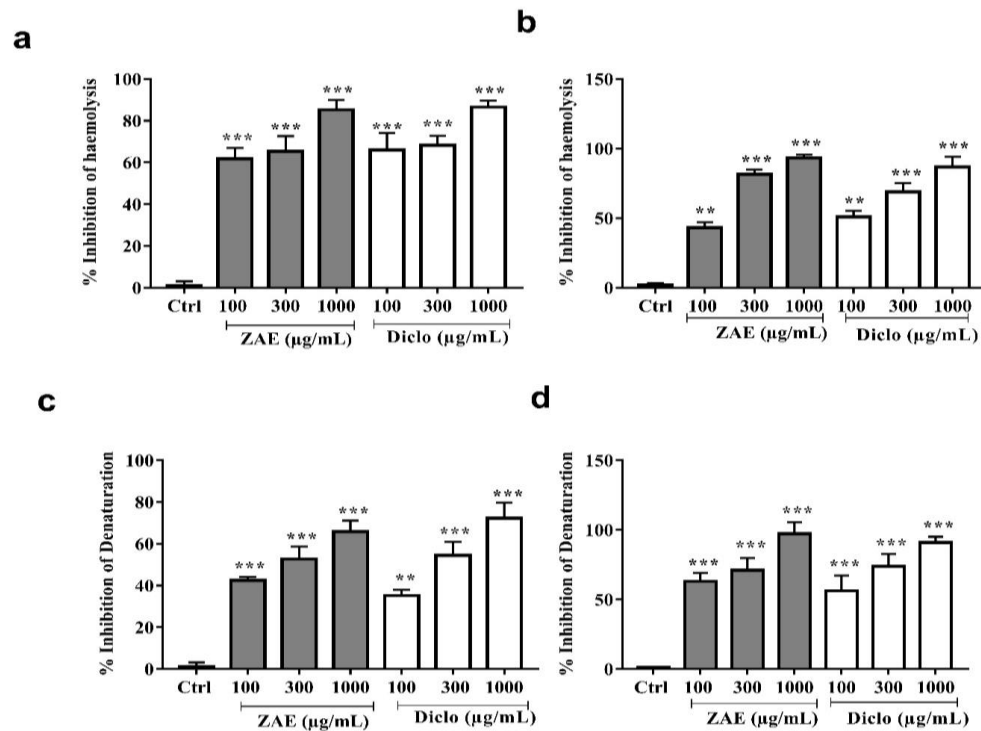 a
% Inhibition of haemolysis
100
80
60
40
20
0
*** *** *** *** *** ***
Ctrl 100 300 1000 100 300 1000
ZAE (µg/mL) Diclo (µg/mL)
b
% Inhibition of haemolysis
150
100
50
0
** *** *** ** *** ***
Ctrl 100 300 1000 100 300 1000
ZAE (µg/mL) Diclo (µg/mL)
c
% Inhibition of Denaturation
100
80
60
40
20
0
*** *** *** ** *** ***
Ctrl 100 300 1000 100 300 1000
ZAE (µg/mL) Diclo (µg/mL)
d
% Inhibition of Denaturation
150
100
50
0
*** *** *** *** *** ***
Ctrl 100 300 1000 100 300 1000
ZAE (µg/mL) Diclo (µg/mL)